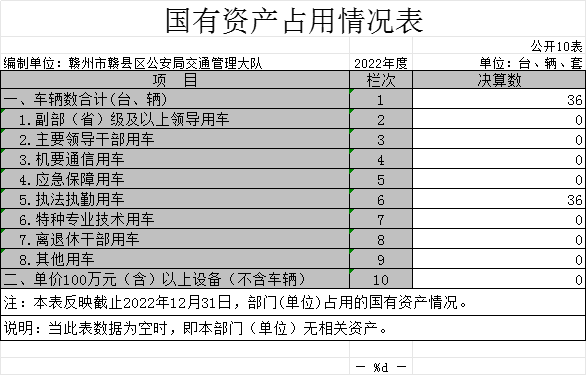 国有资产占用情况表
公开10表
编制单位：赣州市赣县区公安局交通管理大队 2022年度 单位：台、辆、套
项 目 栏次 决算数
一、车辆数合计(台、辆) 1 36
1.副部（省）级及以上领导用车 2 0
2.主要领导干部用车 3 0
3.机要通信用车 4 0
4.应急保障用车 5 0
5.执法执勤用车 6 36
6.特种专业技术用车 7 0
7.离退休干部用车 8 0
8.其他用车 9 0
二、单价100万元（含）以上设备（不含车辆） 10 0
注：本表反映截止2022年12月31日，部门(单位)占用的国有资产情况。
说明：当此表数据为空时，即本部门（单位）无相关资产。
— %d —